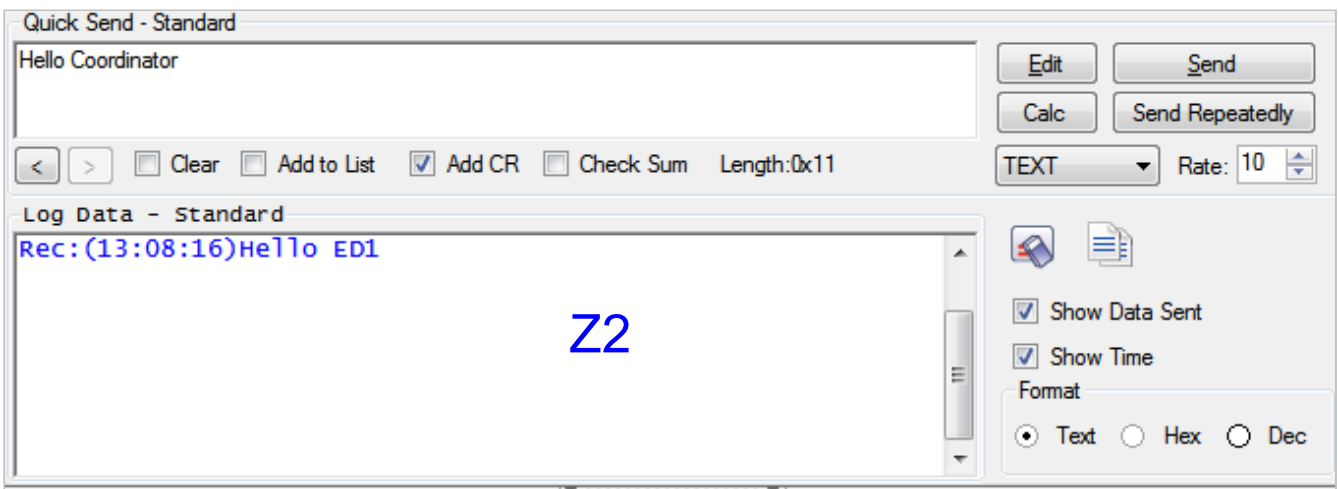 Quick Send - Standard
Hello Coordinator
Edit Send
Calc Send Repeatedly
< > Clear Add to List Add CR Check Sum Length:0x11 TEXT Rate: 10
Log Data - Standard
Rec:(13:08:16)Hello ED1
Z2
Show Data Sent
Show Time
Format
Text Hex Dec